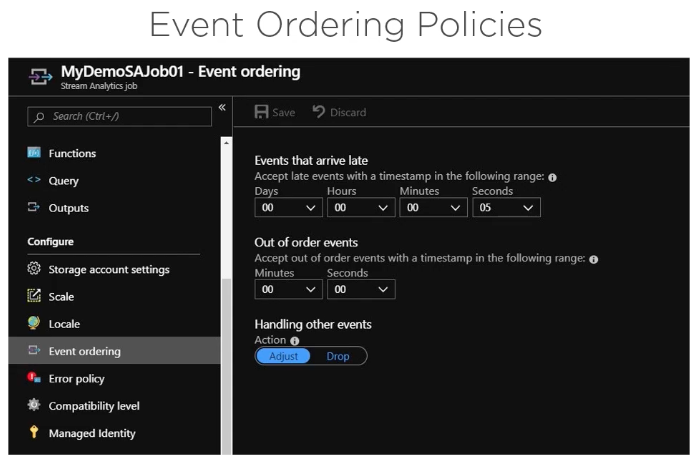 Event Ordering Policies
MyDemoSAJob01 - Event ordering
Stream Analytics job
Search (Ctrl+/)
«
Functions
Query
Outputs
Configure
Storage account settings
Scale
Locale
Event ordering
Error policy
Compatibility level
Managed Identity
Save Discard
Events that arrive late
Accept late events with a timestamp in the following range:
Days Hours Minutes Seconds
00 00 00 05
Out of order events
Accept out of order events with a timestamp in the following range:
Minutes Seconds
00 00
Handling other events
Action
Adjust Drop